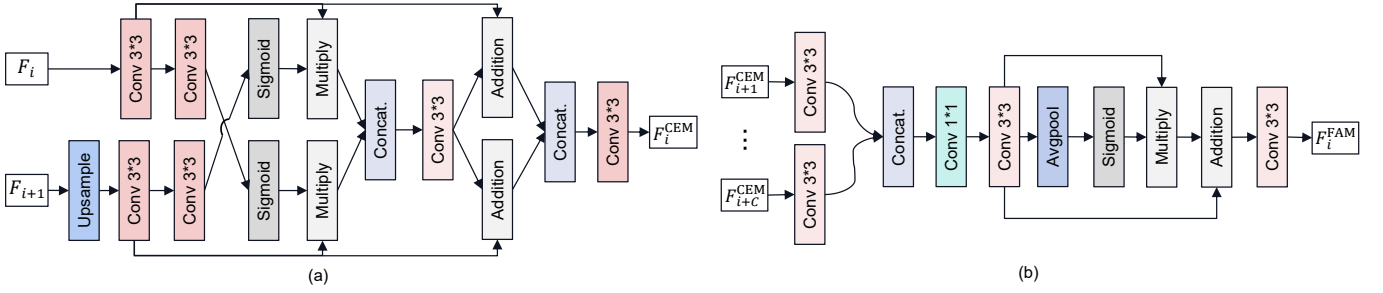 F_i
Conv 3*3
Conv 3*3
Sigmoid
Multiply
F_{i+1}
Upsample
Conv 3*3
Conv 3*3
Sigmoid
Multiply
Concat.
Conv 3*3
Addition
Addition
Concat.
Conv 3*3
F_i^{CEM}
(a)
F_{i+1}^{CEM}
Conv 3*3
⋮
F_{i+C}^{CEM}
Conv 3*3
Concat.
Conv 1*1
Conv 3*3
Avgpool
Sigmoid
Multiply
Addition
Conv 3*3
F_i^{FAM}
(b)